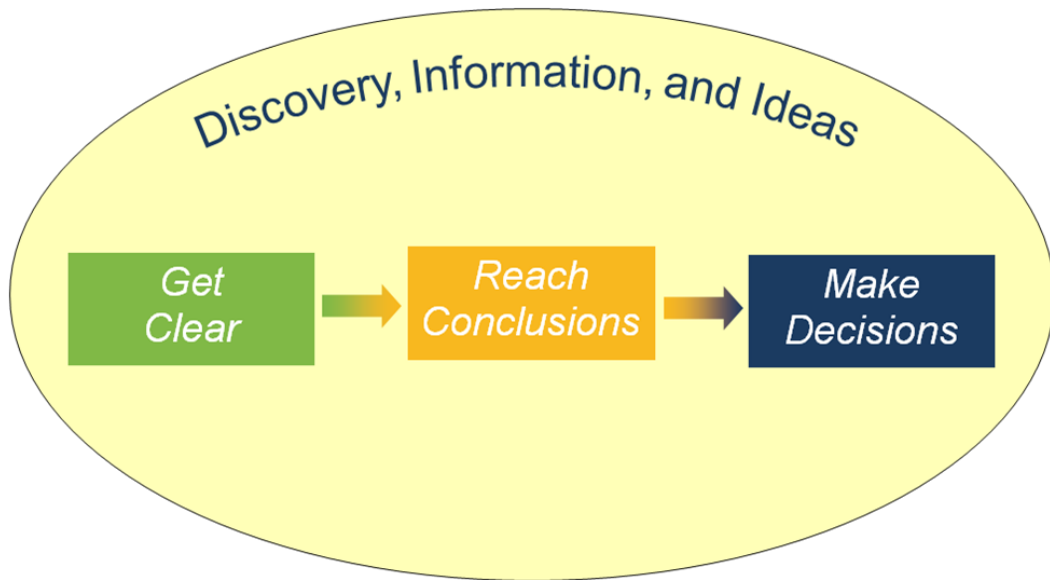 Discovery, Information, and Ideas
Get
Clear
Reach
Conclusions
Make
Decisions